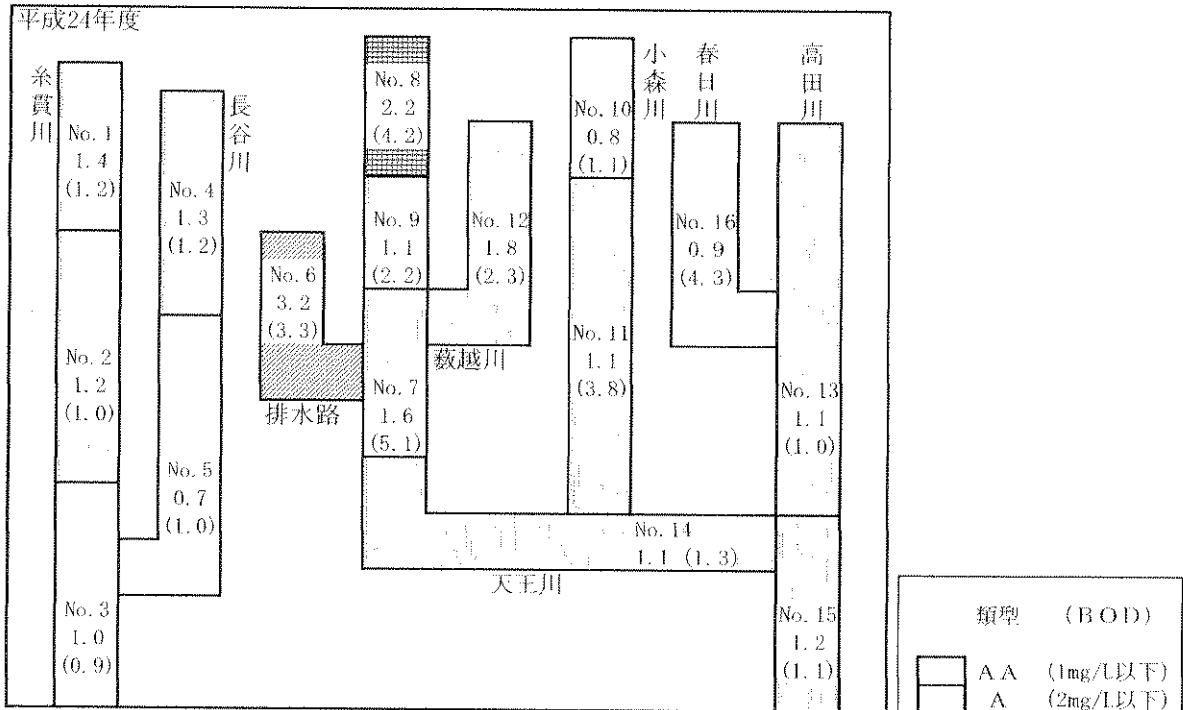 平成24年度
糸貫川
No.1
1.4
(1.2)
No.2
1.2
(1.0)
No.3
1.0
(0.9)
長谷川
No.4
1.3
(1.2)
No.5
0.7
(1.0)
No.6
3.2
(3.3)
排水路
No.8
2.2
(4.2)
No.9
1.1
(2.2)
No.7
1.6
(5.1)
No.12
1.8
(2.3)
薮越川
小森川
No.10
0.8
(1.1)
No.11
1.1
(3.8)
春日川
No.16
0.9
(4.3)
高田川
No.13
1.1
(1.0)
No.14
1.1 (1.3)
天王川
No.15
1.2
(1.1)
類型 (BOD)
AA (1mg/L以下)
A (2mg/L以下)